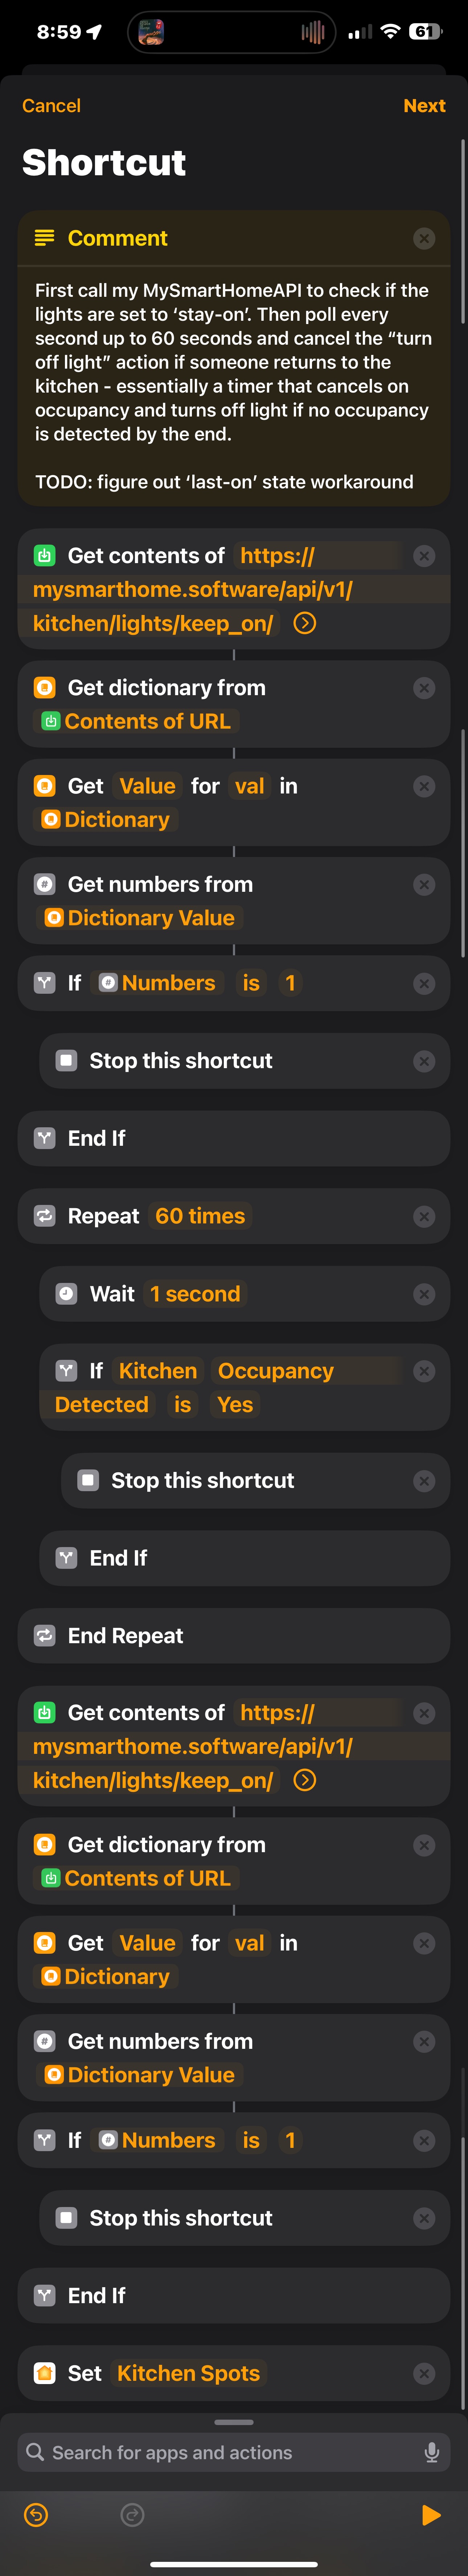 8:59
61
Cancel
Next
Shortcut
Comment
First call my MySmartHomeAPI to check if the
lights are set to ‘stay-on’. Then poll every
second up to 60 seconds and cancel the “turn
off light” action if someone returns to the
kitchen - essentially a timer that cancels on
occupancy and turns off light if no occupancy
is detected by the end.
TODO: figure out ‘last-on’ state workaround
Get contents of https://
mysmarthome.software/api/v1/
kitchen/lights/keep_on/
Get dictionary from
Contents of URL
Get Value for val in
Dictionary
Get numbers from
Dictionary Value
If Numbers is 1
Stop this shortcut
End If
Repeat 60 times
Wait 1 second
If Kitchen Occupancy
Detected is Yes
Stop this shortcut
End If
End Repeat
Get contents of https://
mysmarthome.software/api/v1/
kitchen/lights/keep_on/
Get dictionary from
Contents of URL
Get Value for val in
Dictionary
Get numbers from
Dictionary Value
If Numbers is 1
Stop this shortcut
End If
Set Kitchen Spots
Search for apps and actions